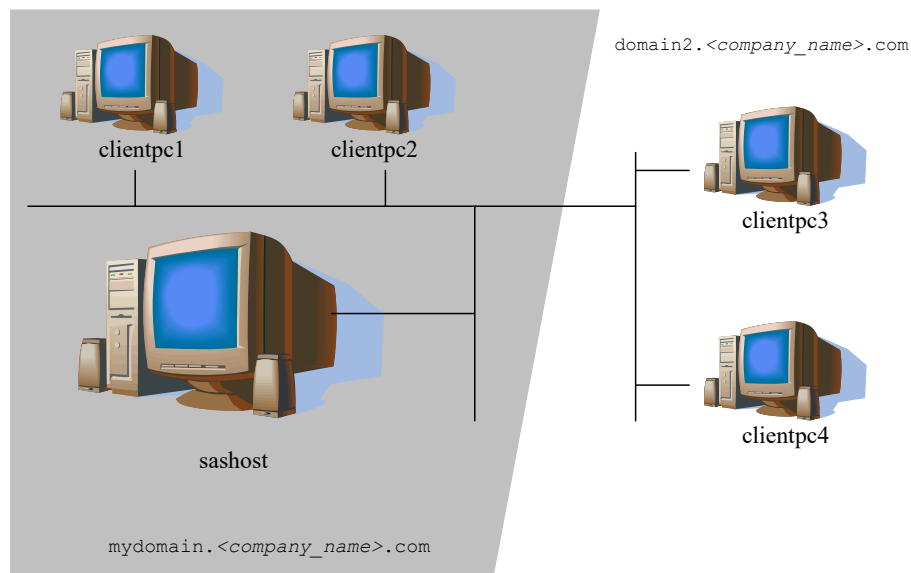 domain2.<company_name>.com
clientpc1
clientpc2
clientpc3
clientpc4
sashost
mydomain.<company_name>.com